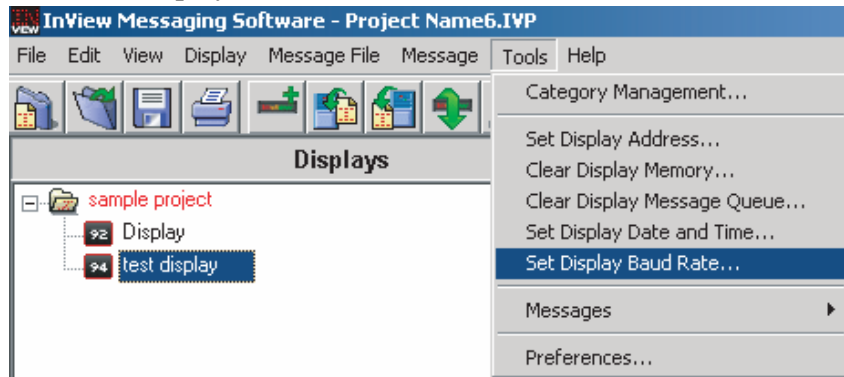 InView Messaging Software - Project Name6.IVP
File Edit View Display Message File Message Tools Help
Category Management...
Displays
Set Display Address...
Clear Display Memory...
Clear Display Message Queue...
Set Display Date and Time...
Set Display Baud Rate...
Messages
Preferences...
sample project
92 Display
94 test display